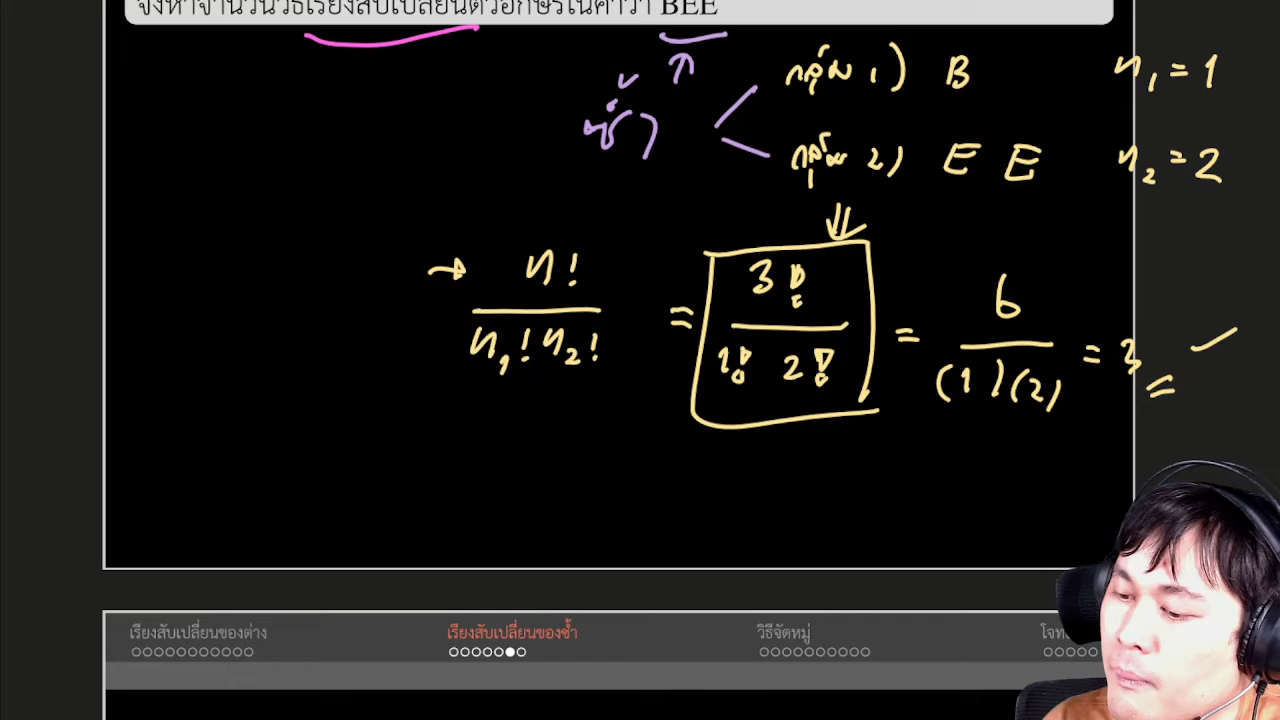 จงหาจำนวนวิธีเรียงสับเปลี่ยนตัวอักษรในคำว่า BEE
กลุ่ม 1) B n₁ = 1
ซ้ำ
กลุ่ม 2) E E n₂ = 2
→ n! / n₁! n₂! = 3! / 1! 2! = 6 / (1)(2) = 3
เรียงสับเปลี่ยนของต่าง เรียงสับเปลี่ยนของซ้ำ วิธีจัดหมู่